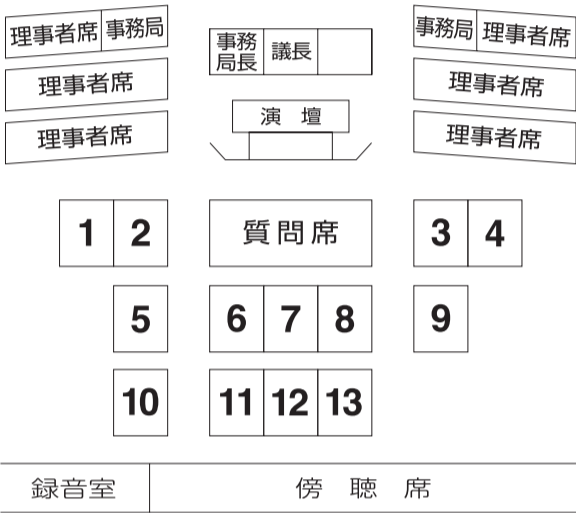 理事者席 事務局 事務局長 議長 事務局 理事者席
理事者席 理事者席
演壇
理事者席 理事者席
1 2 質問席 3 4
5 6 7 8 9
10 11 12 13
録音室 傍聴席